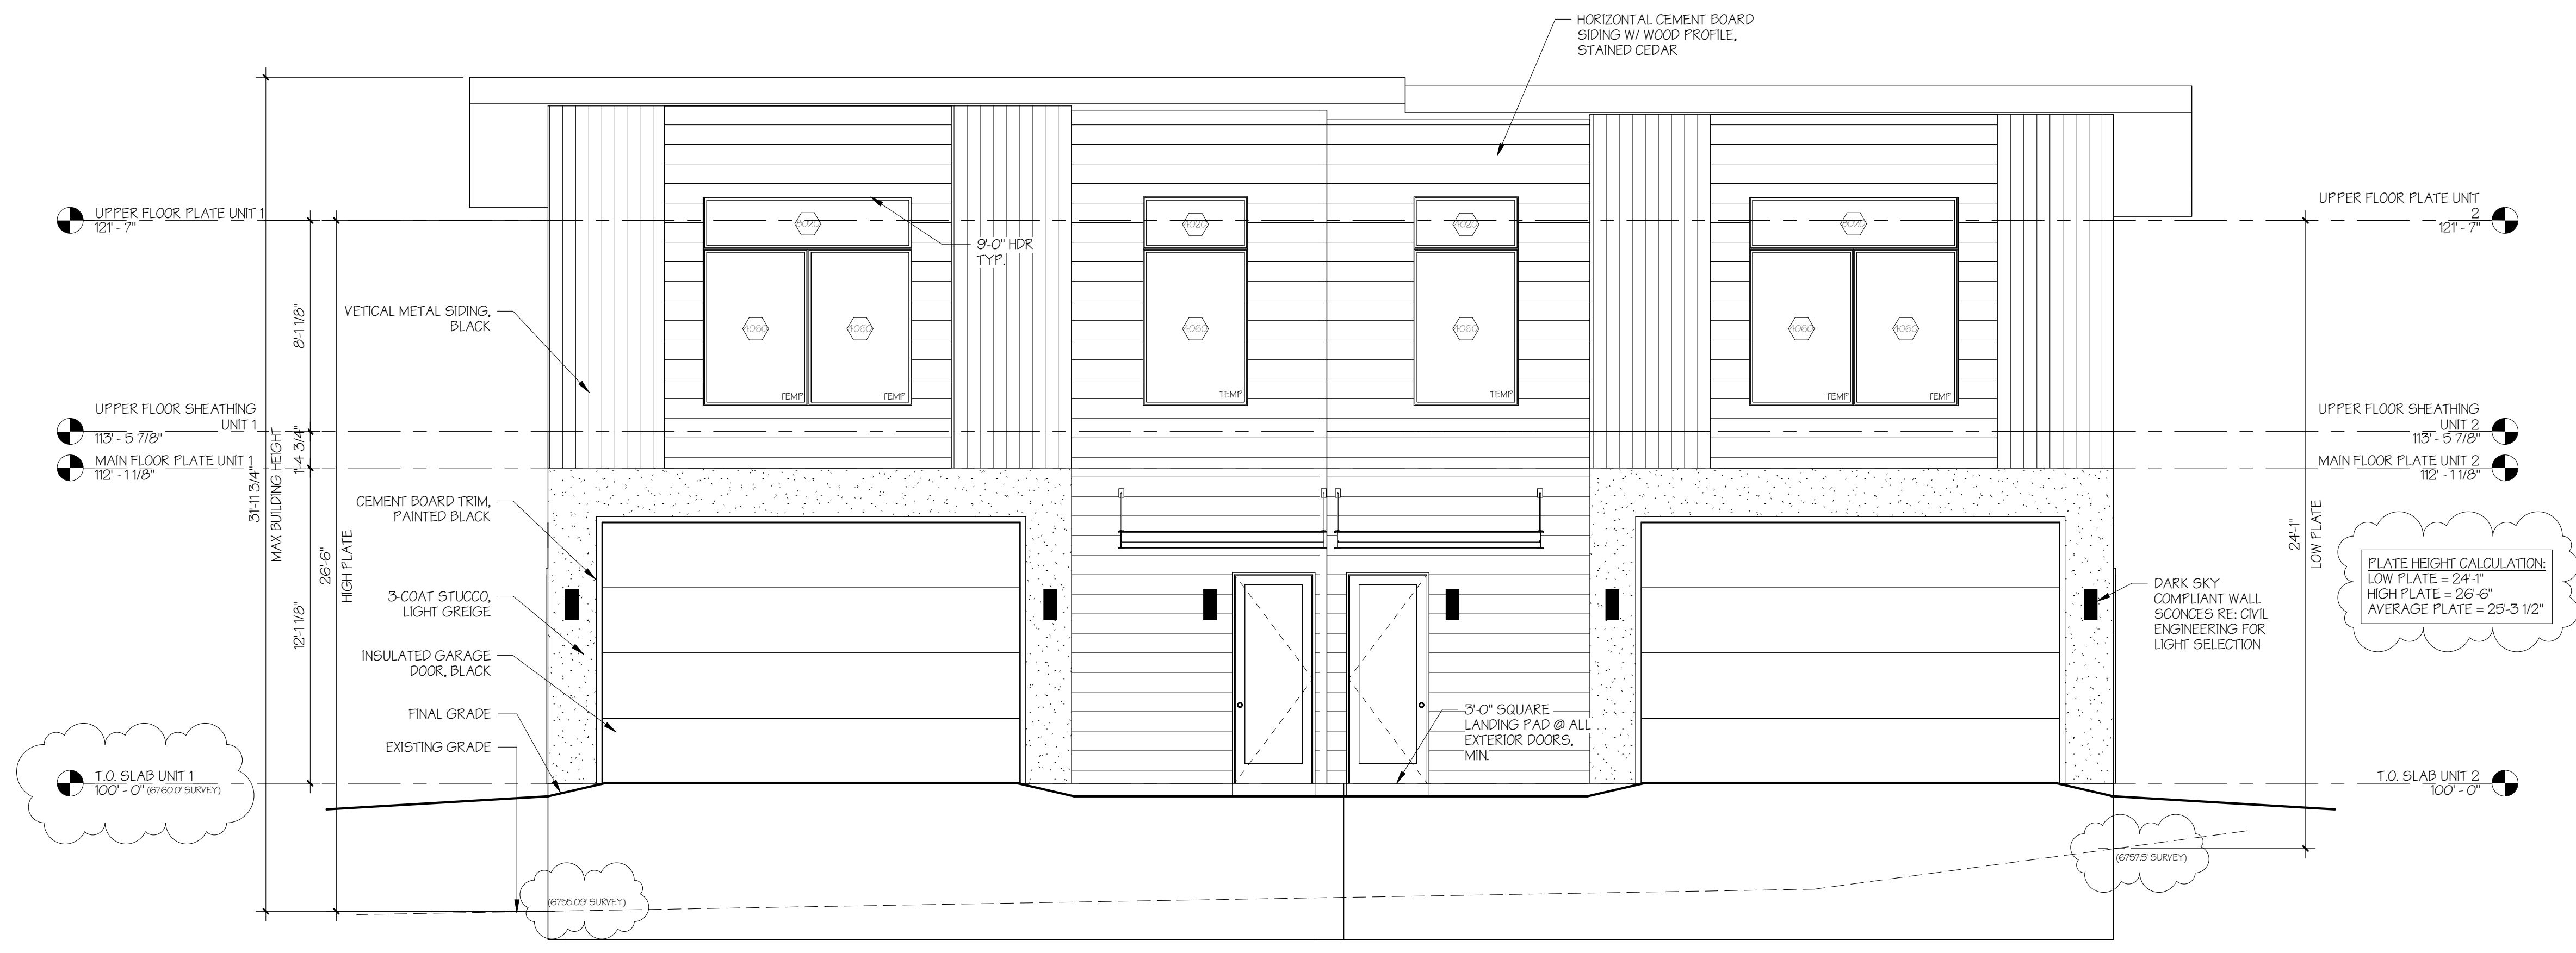 HORIZONTAL CEMENT BOARD
SIDING W/ WOOD PROFILE,
STAINED CEDAR
UPPER FLOOR PLATE UNIT 1
121' - 7"
UPPER FLOOR PLATE UNIT
2
121' - 7"
8020
4020
4020
8020
9'-0" HDR
TYP.
VETICAL METAL SIDING,
BLACK
8'-1 1/8"
4060
4060
4060
4060
4060
4060
TEMP
TEMP
TEMP
TEMP
TEMP
TEMP
UPPER FLOOR SHEATHING
UNIT 1
113' - 5 7/8"
MAIN FLOOR PLATE UNIT 1
112' - 1 1/8"
1'-4 3/4"
31'-11 3/4"
MAX BUILDING HEIGHT
26'-6"
HIGH PLATE
12'-1 1/8"
UPPER FLOOR SHEATHING
UNIT 2
113' - 5 7/8"
MAIN FLOOR PLATE UNIT 2
112' - 1 1/8"
24'-1"
LOW PLATE
CEMENT BOARD TRIM,
PAINTED BLACK
3-COAT STUCCO,
LIGHT GREIGE
INSULATED GARAGE
DOOR, BLACK
FINAL GRADE
EXISTING GRADE
PLATE HEIGHT CALCULATION:
LOW PLATE = 24'-1"
HIGH PLATE = 26'-6"
AVERAGE PLATE = 25'-3 1/2"
DARK SKY
COMPLIANT WALL
SCONCES RE: CIVIL
ENGINEERING FOR
LIGHT SELECTION
3'-0" SQUARE
LANDING PAD @ ALL
EXTERIOR DOORS,
MIN.
T.O. SLAB UNIT 1
100' - 0" (6760.0' SURVEY)
T.O. SLAB UNIT 2
100' - 0"
(6757.5' SURVEY)
(6755.09' SURVEY)